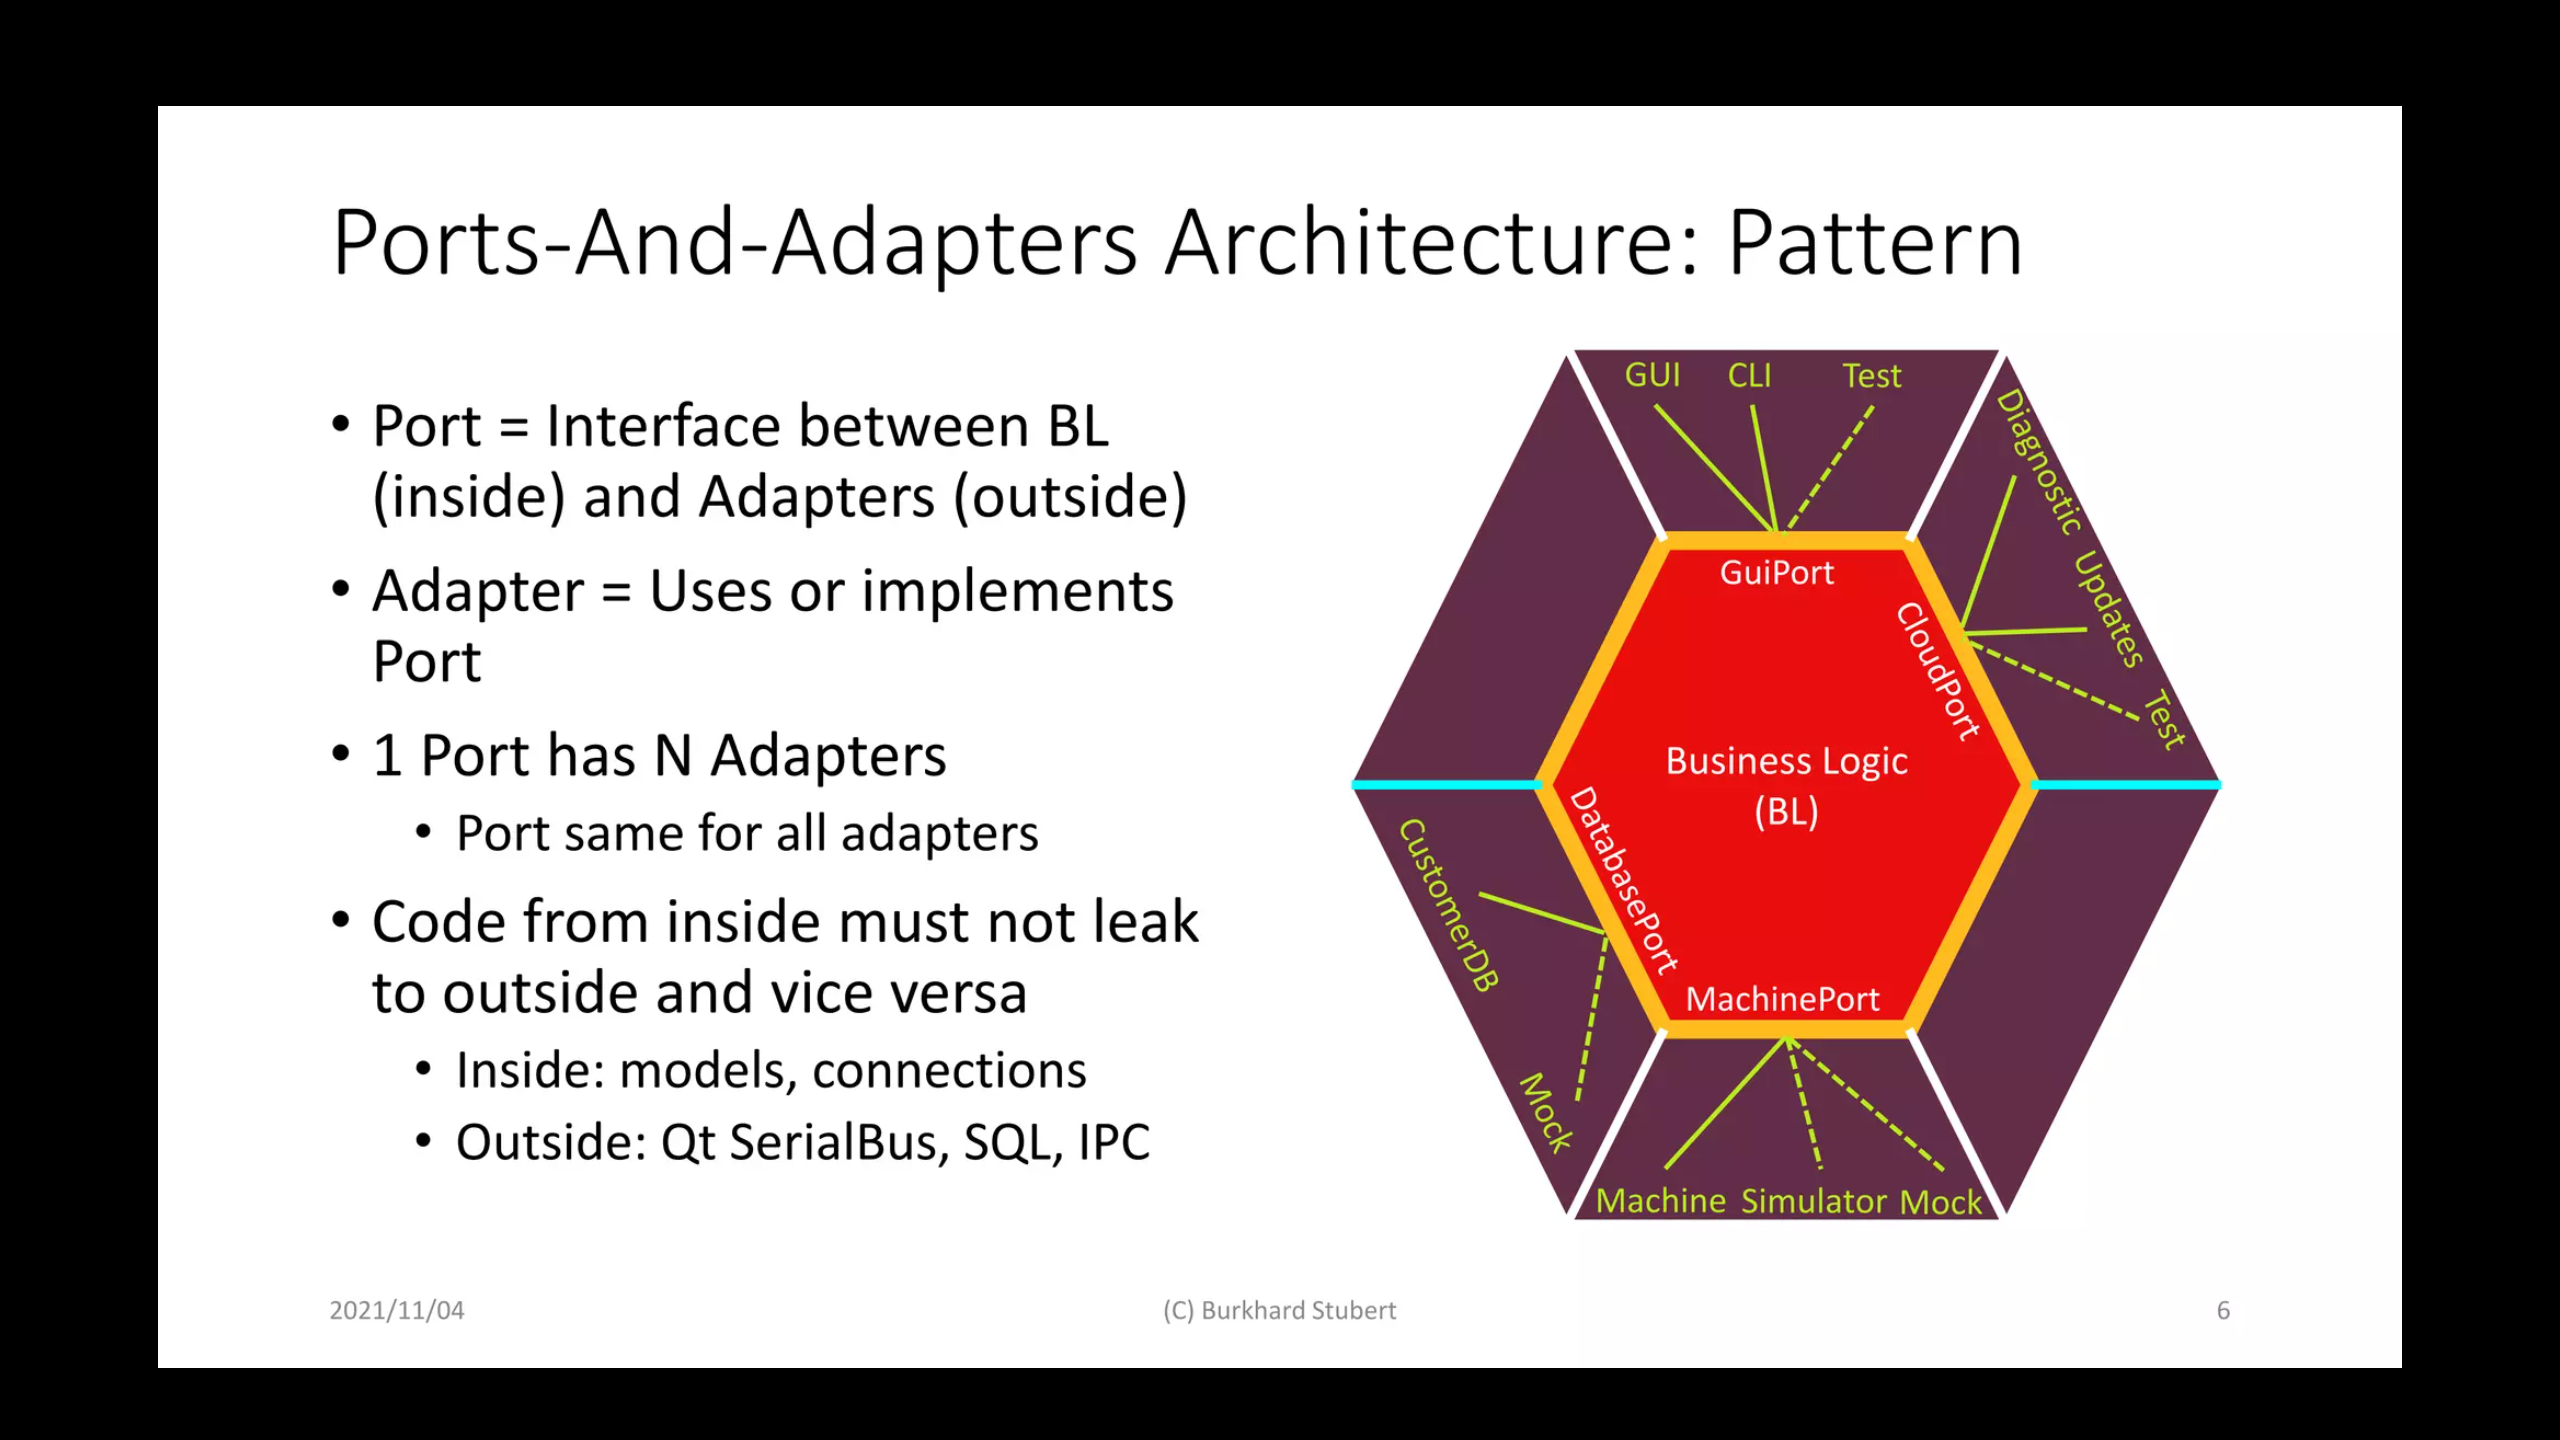 Ports-And-Adapters Architecture: Pattern
• Port = Interface between BL
(inside) and Adapters (outside)
• Adapter = Uses or implements
Port
• 1 Port has N Adapters
• Port same for all adapters
• Code from inside must not leak
to outside and vice versa
• Inside: models, connections
• Outside: Qt SerialBus, SQL, IPC
GUI CLI Test
Diagnostic Updates Test
GuiPort
CloudPort
Business Logic
(BL)
DatabasePort
MachinePort
CustomerDB
Mock
Machine Simulator Mock
2021/11/04
(C) Burkhard Stubert
6